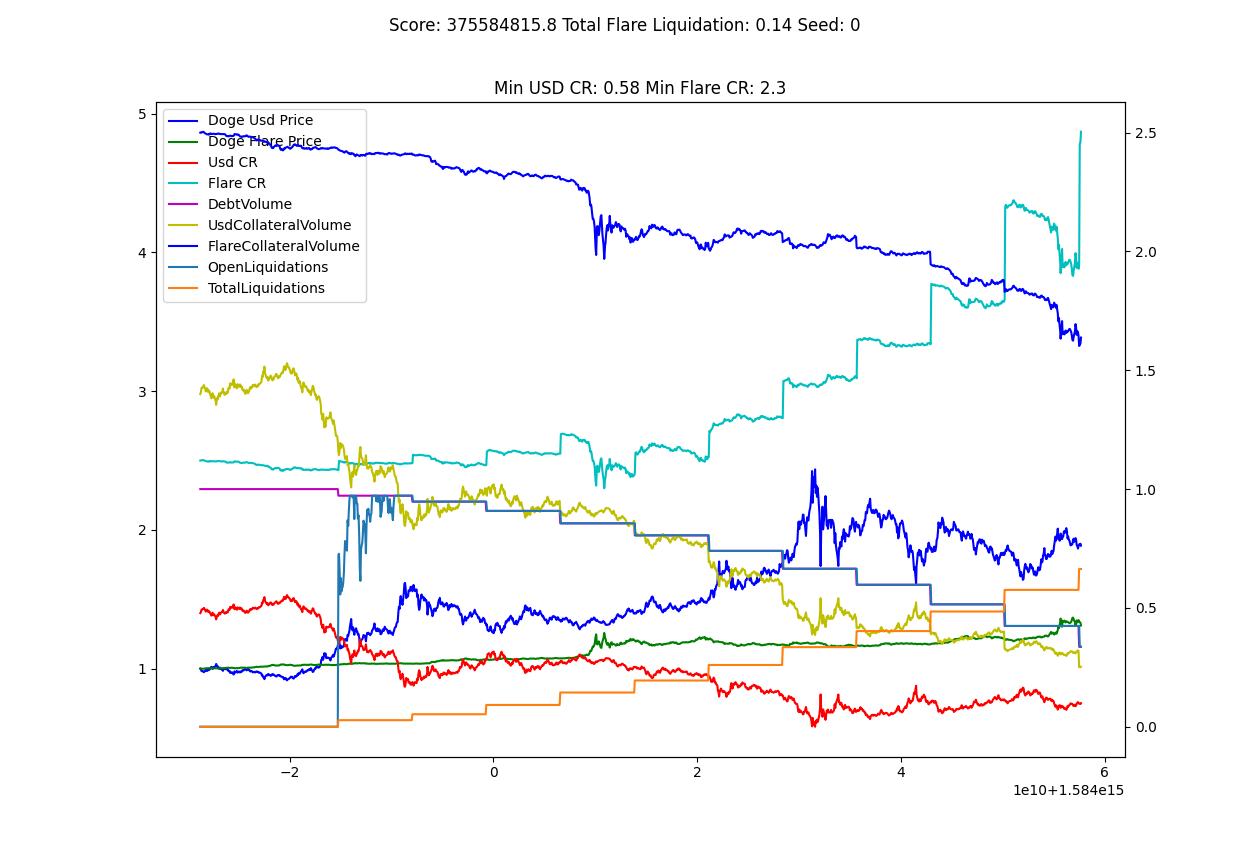 Score: 375584815.8 Total Flare Liquidation: 0.14 Seed: 0
Min USD CR: 0.58 Min Flare CR: 2.3
Doge Usd Price
Doge Flare Price
Usd CR
Flare CR
DebtVolume
UsdCollateralVolume
FlareCollateralVolume
OpenLiquidations
TotalLiquidations
5
4
3
2
1
2.5
2.0
1.5
1.0
0.5
0.0
−2 0 2 4 6
1e10+1.584e15